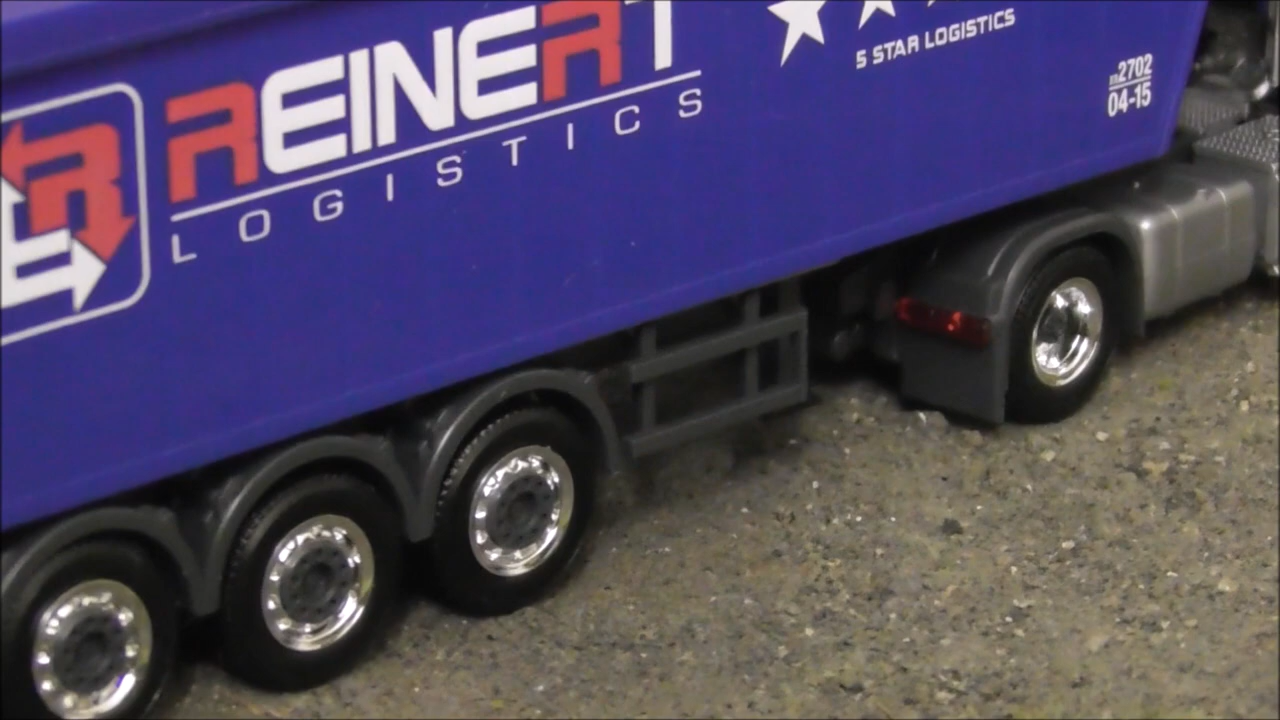 REINERT
LOGISTICS
5 STAR LOGISTICS
2702
04-15